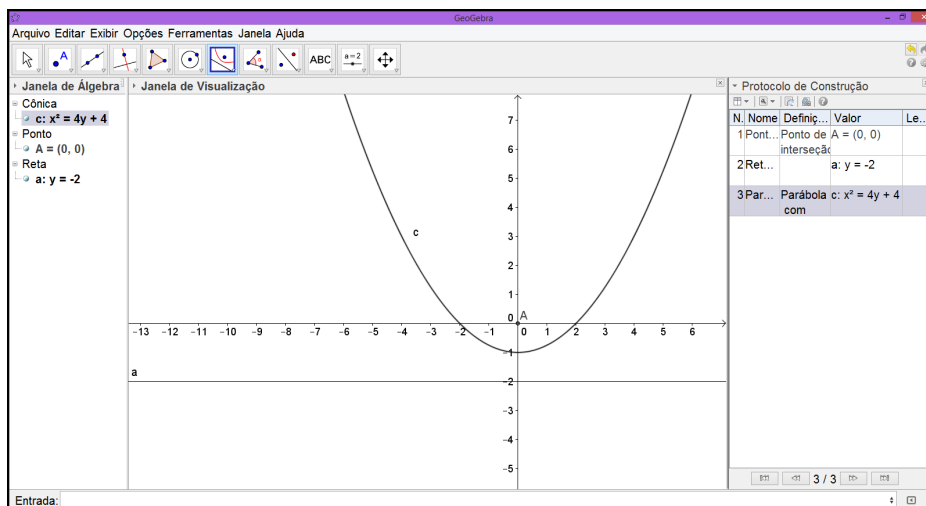 GeoGebra
Arquivo Editar Exibir Opções Ferramentas Janela Ajuda
A
α
ABC
a=2
Janela de Álgebra
Cônica
c: x² = 4y + 4
Ponto
A = (0, 0)
Reta
a: y = -2
Janela de Visualização
7
6
5
4
3
2
1
0
-1
-2
-3
-4
-5
-13 -12 -11 -10 -9 -8 -7 -6 -5 -4 -3 -2 -1 0 1 2 3 4 5 6
c
A
a
Protocolo de Construção
N. Nome Definiç... Valor Le...
1 Pont... Ponto de A = (0, 0)
interseçã
2 Ret... a: y = -2
3 Par... Parábola c: x² = 4y + 4
com
3 / 3
Entrada: